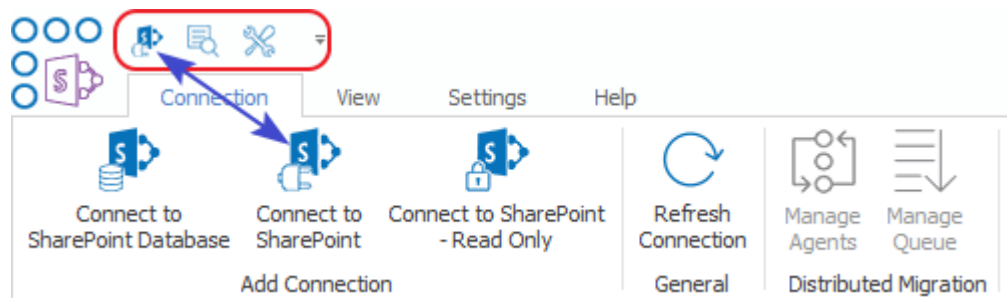 Connection View Settings Help
Connect to Connect to Connect to SharePoint Refresh Manage Manage
SharePoint Database SharePoint - Read Only Connection Agents Queue
Add Connection General Distributed Migration